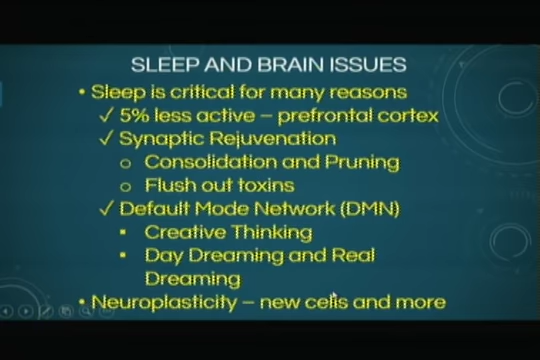 SLEEP AND BRAIN ISSUES
• Sleep is critical for many reasons
✓ 5% less active – prefrontal cortex
✓ Synaptic Rejuvenation
o Consolidation and Pruning
o Flush out toxins
✓ Default Mode Network (DMN)
▪ Creative Thinking
▪ Day Dreaming and Real
Dreaming
• Neuroplasticity – new cells and more